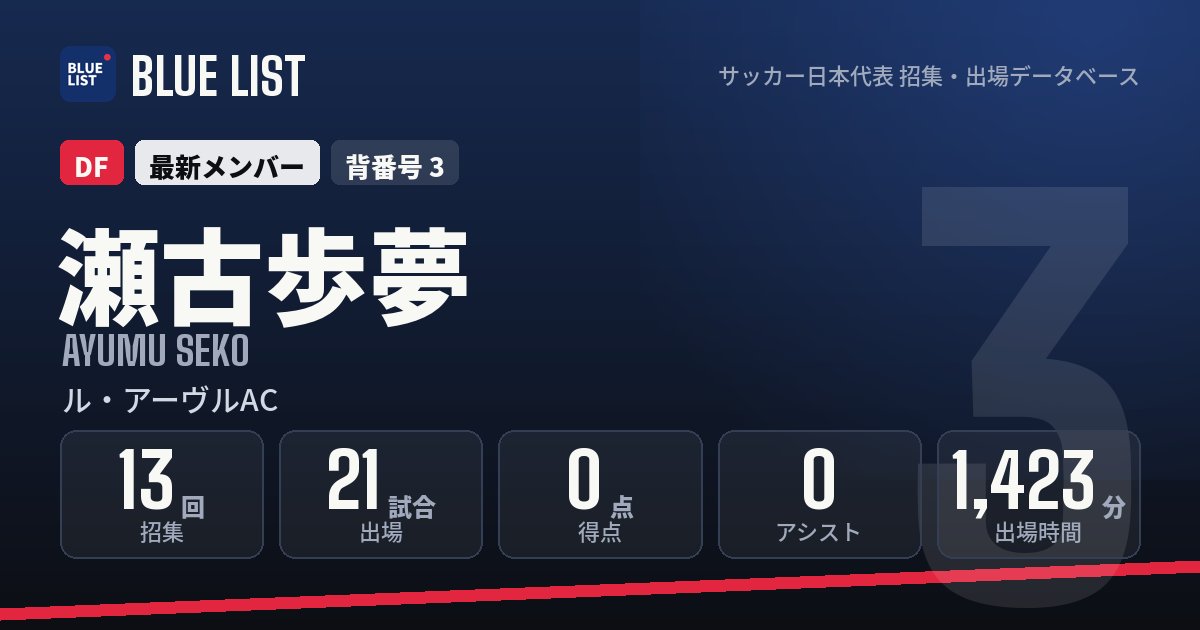 BLUE LIST
BLUE LIST
サッカー日本代表 招集・出場データベース
DF
最新メンバー
背番号 3
瀬古歩夢
AYUMU SEKO
ル・アーヴルAC
3
13回
招集
21試合
出場
0点
得点
0
アシスト
1,423分
出場時間